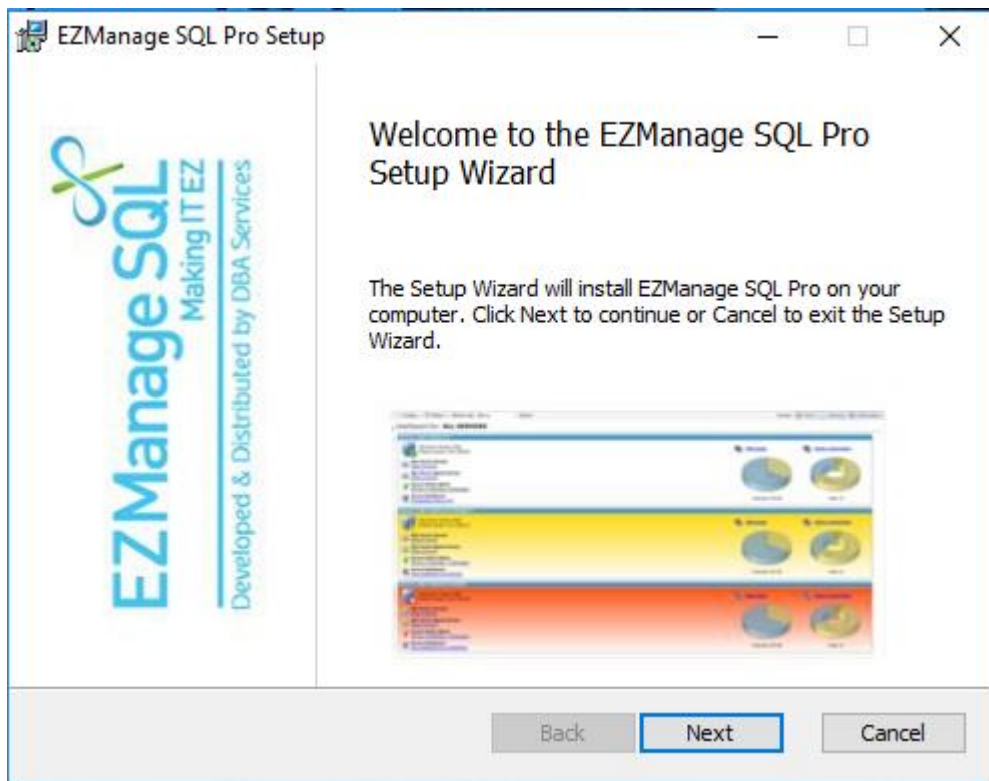 EZManage SQL Pro Setup
EZManage SQL
Making IT EZ
Developed & Distributed by DBA Services
Welcome to the EZManage SQL Pro
Setup Wizard
The Setup Wizard will install EZManage SQL Pro on your
computer. Click Next to continue or Cancel to exit the Setup
Wizard.
Back
Next
Cancel